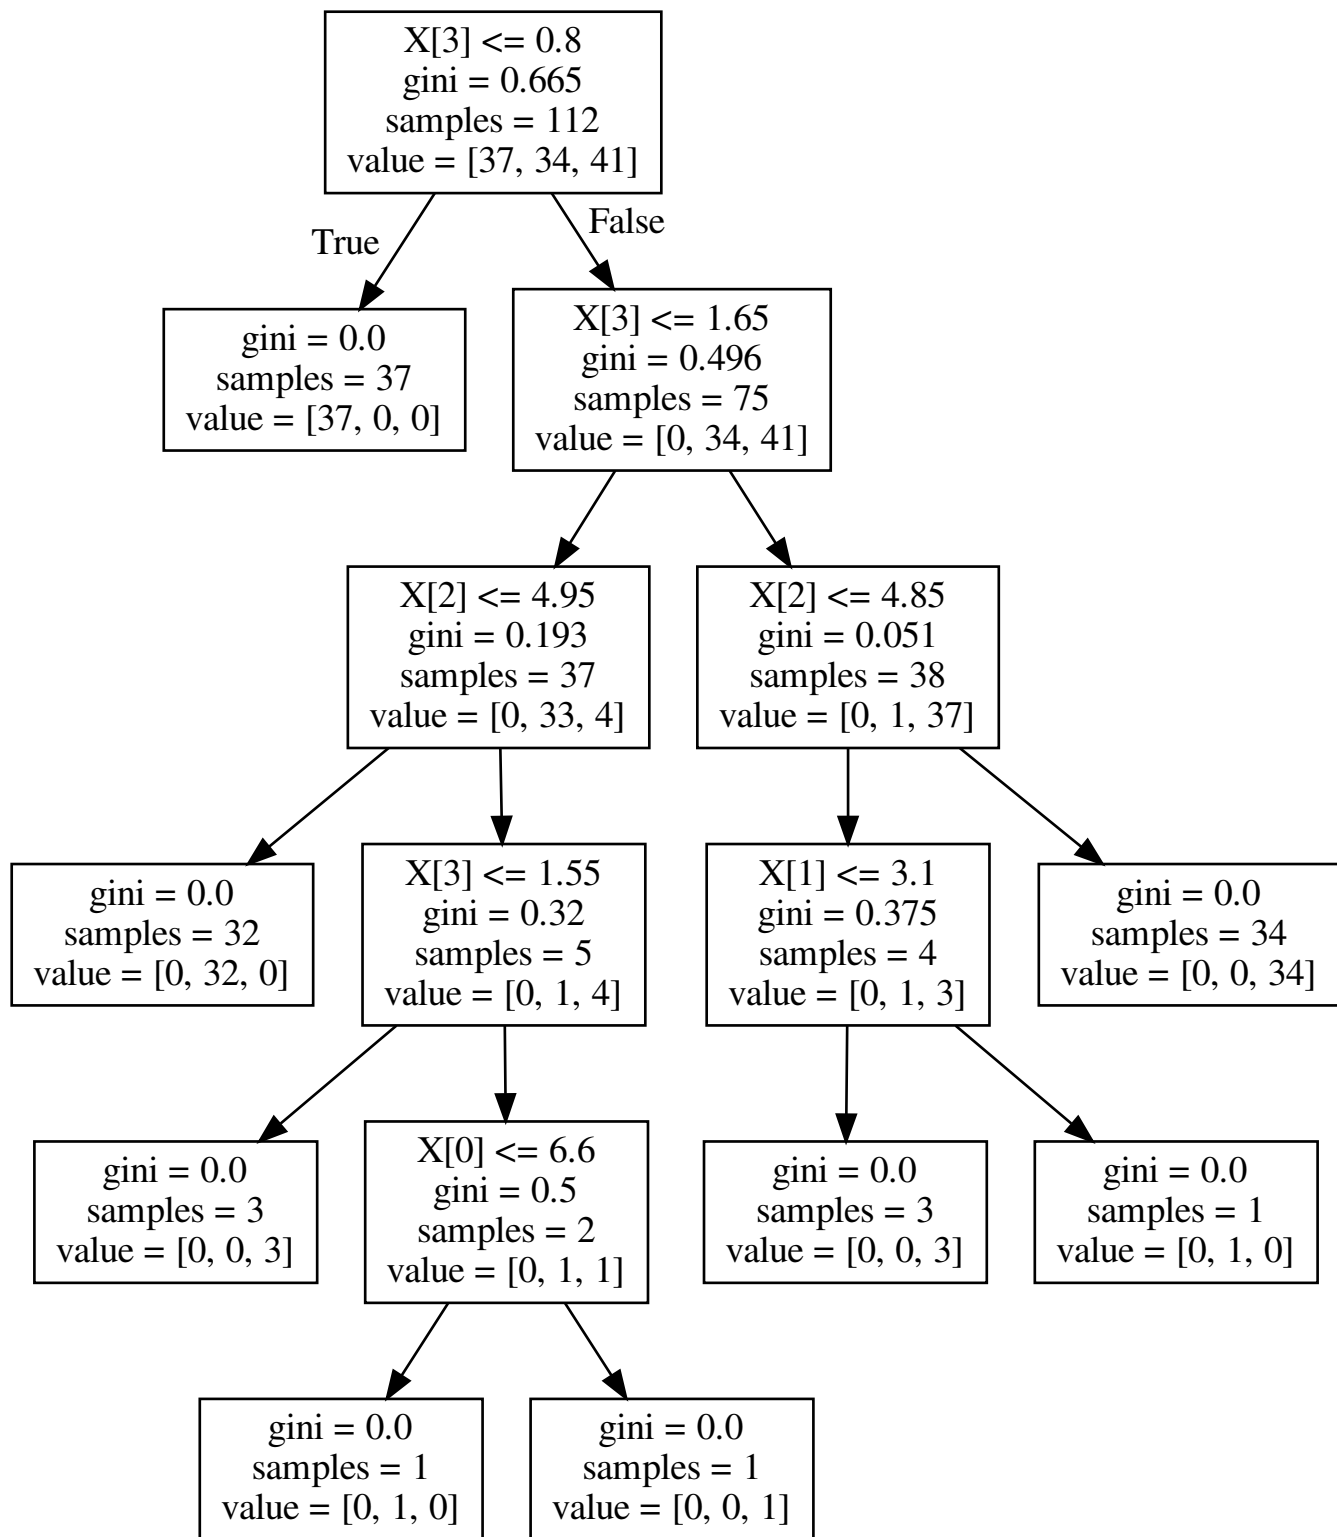 X[3] <= 0.8
gini = 0.665
samples = 112
value = [37, 34, 41]
True
False
gini = 0.0
samples = 37
value = [37, 0, 0]
X[3] <= 1.65
gini = 0.496
samples = 75
value = [0, 34, 41]
X[2] <= 4.95
gini = 0.193
samples = 37
value = [0, 33, 4]
X[2] <= 4.85
gini = 0.051
samples = 38
value = [0, 1, 37]
gini = 0.0
samples = 32
value = [0, 32, 0]
X[3] <= 1.55
gini = 0.32
samples = 5
value = [0, 1, 4]
X[1] <= 3.1
gini = 0.375
samples = 4
value = [0, 1, 3]
gini = 0.0
samples = 34
value = [0, 0, 34]
gini = 0.0
samples = 3
value = [0, 0, 3]
X[0] <= 6.6
gini = 0.5
samples = 2
value = [0, 1, 1]
gini = 0.0
samples = 3
value = [0, 0, 3]
gini = 0.0
samples = 1
value = [0, 1, 0]
gini = 0.0
samples = 1
value = [0, 1, 0]
gini = 0.0
samples = 1
value = [0, 0, 1]